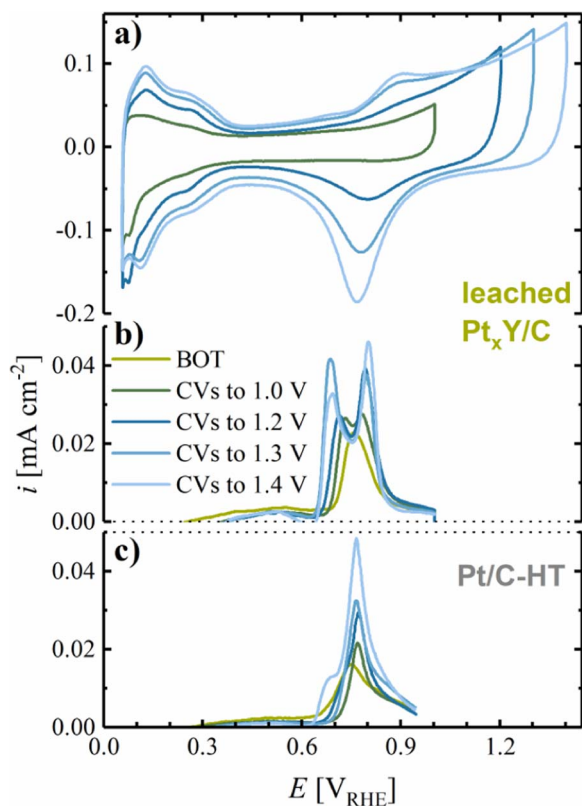 a)
0.1
0.0
-0.1
-0.2
leached
PtₓY/C
b)
0.04
0.02
0.00
BOT
CVs to 1.0 V
CVs to 1.2 V
CVs to 1.3 V
CVs to 1.4 V
i [mA cm⁻²]
c)
Pt/C-HT
0.04
0.02
0.00
0.0 0.3 0.6 0.9 1.2
E [V_RHE]